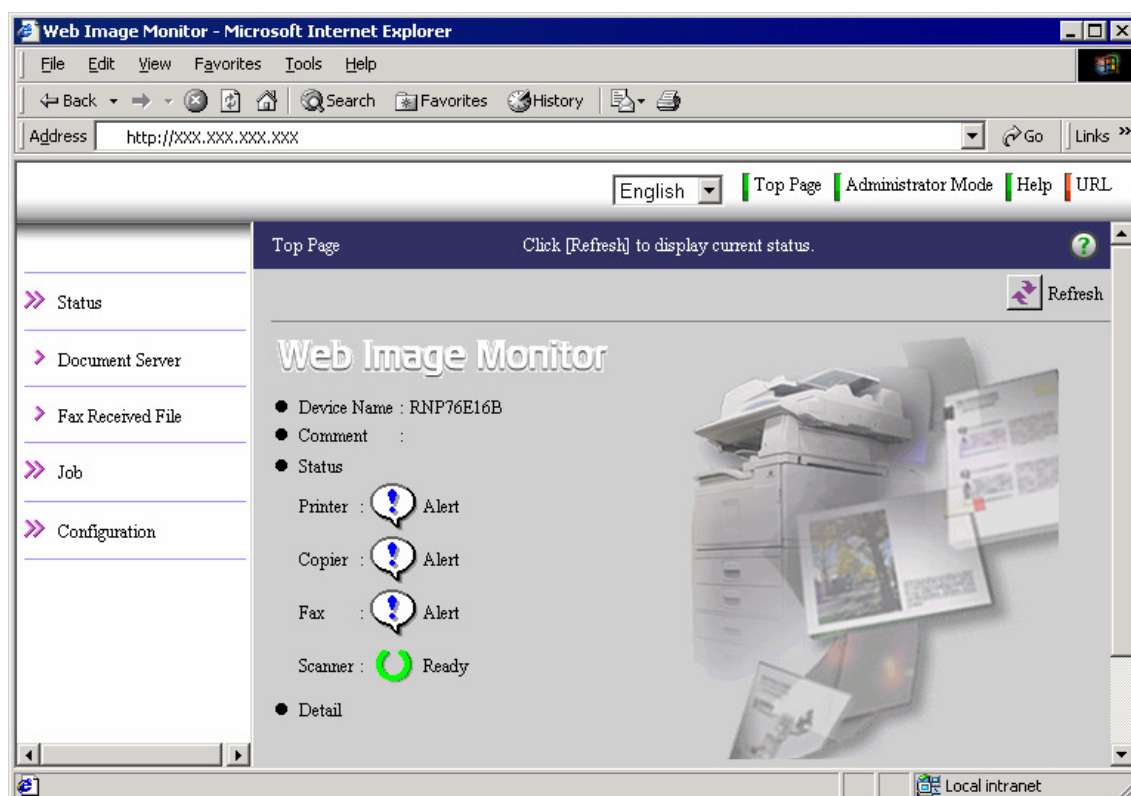 Web Image Monitor - Microsoft Internet Explorer
File Edit View Favorites Tools Help
Back Search Favorites History
Address http://XXX.XXX.XXX.XXX Go Links »
English Top Page Administrator Mode Help URL
Top Page Click [Refresh] to display current status. ?
Refresh
Status
Document Server
Fax Received File
Job
Configuration
Web Image Monitor
● Device Name : RNP76E16B
● Comment :
● Status
Printer : Alert
Copier : Alert
Fax : Alert
Scanner : Ready
● Detail
Local intranet